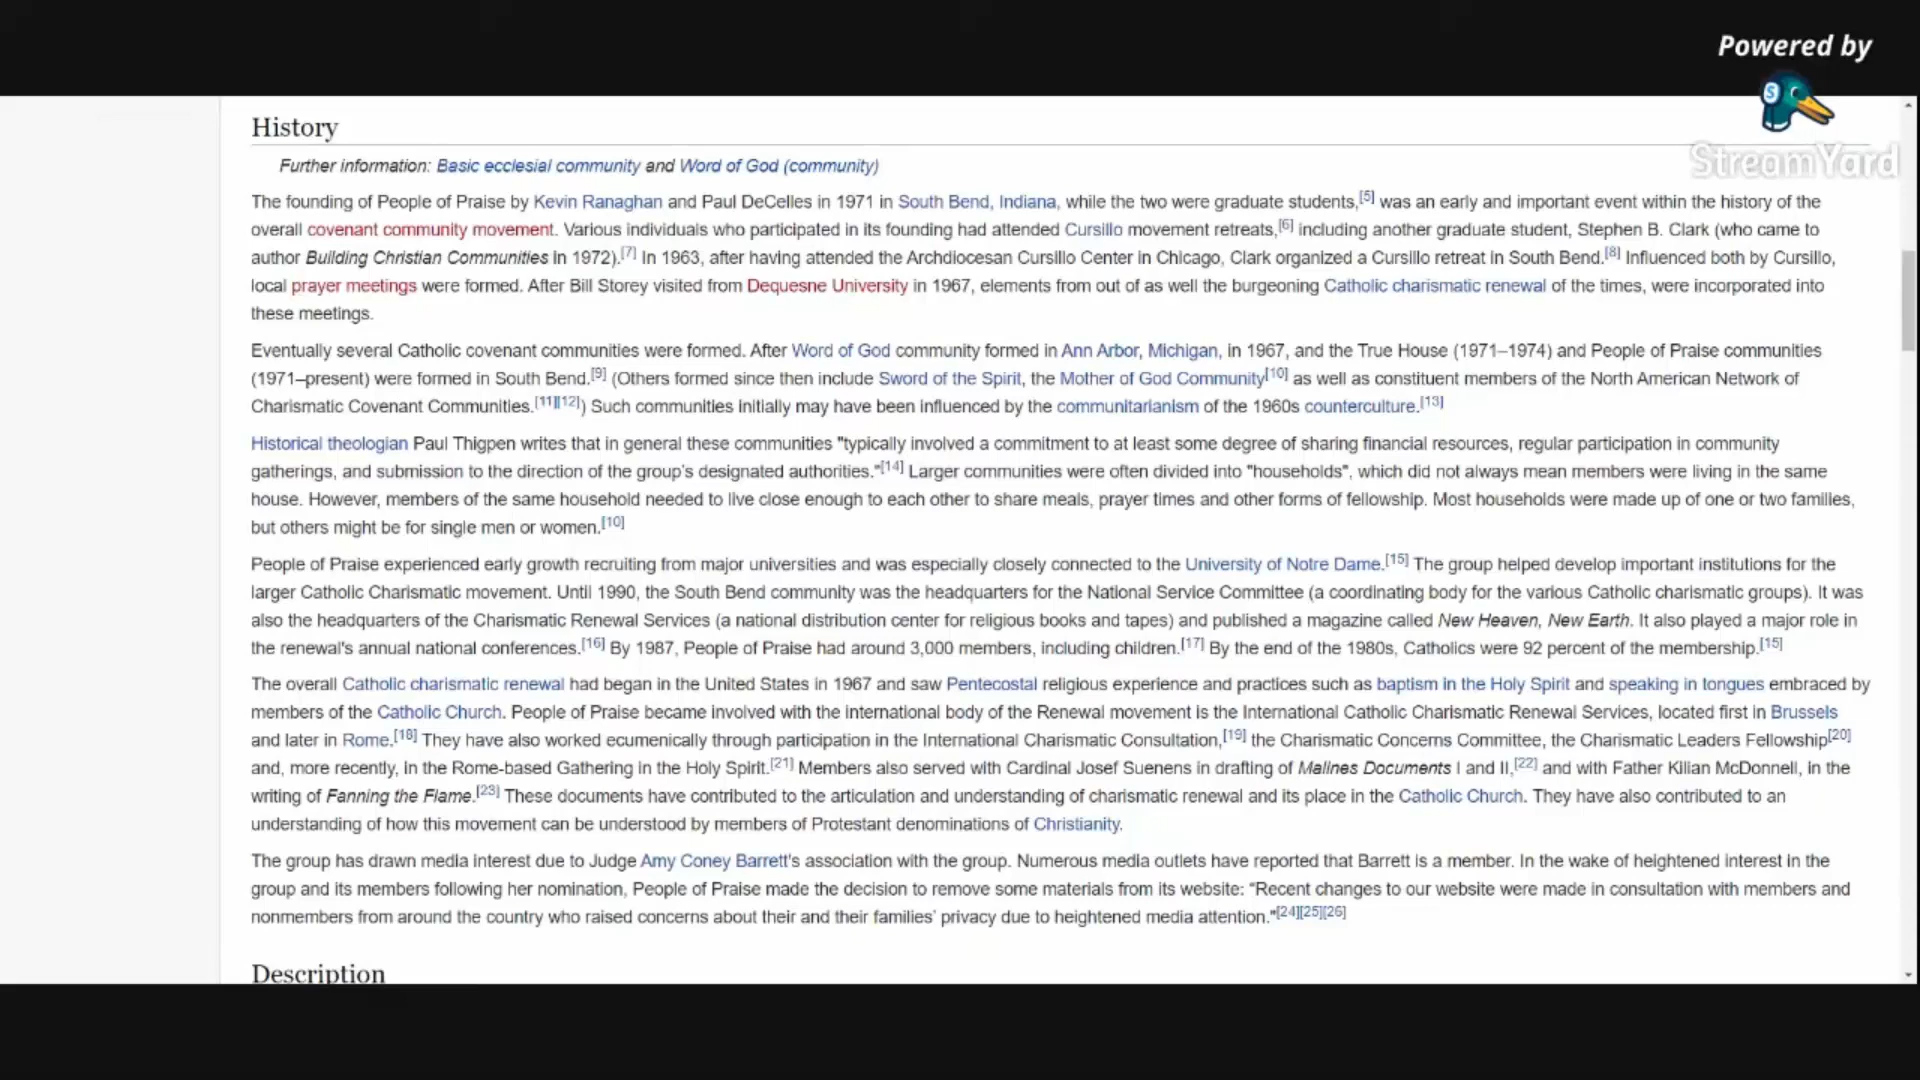 Powered by
StreamYard
History
Further information: Basic ecclesial community and Word of God (community)
The founding of People of Praise by Kevin Ranaghan and Paul DeCelles in 1971 in South Bend, Indiana, while the two were graduate students,[5] was an early and important event within the history of the
overall covenant community movement. Various individuals who participated in its founding had attended Cursillo movement retreats,[6] including another graduate student, Stephen B. Clark (who came to
author Building Christian Communities in 1972).[7] In 1963, after having attended the Archdiocesan Cursillo Center in Chicago, Clark organized a Cursillo retreat in South Bend.[8] Influenced both by Cursillo,
local prayer meetings were formed. After Bill Storey visited from Dequesne University in 1967, elements from out of as well the burgeoning Catholic charismatic renewal of the times, were incorporated into
these meetings.
Eventually several Catholic covenant communities were formed. After Word of God community formed in Ann Arbor, Michigan, in 1967, and the True House (1971–1974) and People of Praise communities
(1971–present) were formed in South Bend.[9] (Others formed since then include Sword of the Spirit, the Mother of God Community[10] as well as constituent members of the North American Network of
Charismatic Covenant Communities.[11][12]) Such communities initially may have been influenced by the communitarianism of the 1960s counterculture.[13]
Historical theologian Paul Thigpen writes that in general these communities "typically involved a commitment to at least some degree of sharing financial resources, regular participation in community
gatherings, and submission to the direction of the group's designated authorities."[14] Larger communities were often divided into "households", which did not always mean members were living in the same
house. However, members of the same household needed to live close enough to each other to share meals, prayer times and other forms of fellowship. Most households were made up of one or two families,
but others might be for single men or women.[10]
People of Praise experienced early growth recruiting from major universities and was especially closely connected to the University of Notre Dame.[15] The group helped develop important institutions for the
larger Catholic Charismatic movement. Until 1990, the South Bend community was the headquarters for the National Service Committee (a coordinating body for the various Catholic charismatic groups). It was
also the headquarters of the Charismatic Renewal Services (a national distribution center for religious books and tapes) and published a magazine called New Heaven, New Earth. It also played a major role in
the renewal's annual national conferences.[16] By 1987, People of Praise had around 3,000 members, including children.[17] By the end of the 1980s, Catholics were 92 percent of the membership.[15]
The overall Catholic charismatic renewal had began in the United States in 1967 and saw Pentecostal religious experience and practices such as baptism in the Holy Spirit and speaking in tongues embraced by
members of the Catholic Church. People of Praise became involved with the international body of the Renewal movement is the International Catholic Charismatic Renewal Services, located first in Brussels
and later in Rome.[18] They have also worked ecumenically through participation in the International Charismatic Consultation,[19] the Charismatic Concerns Committee, the Charismatic Leaders Fellowship[20]
and, more recently, in the Rome-based Gathering in the Holy Spirit.[21] Members also served with Cardinal Josef Suenens in drafting of Malines Documents I and II,[22] and with Father Kilian McDonnell, in the
writing of Fanning the Flame.[23] These documents have contributed to the articulation and understanding of charismatic renewal and its place in the Catholic Church. They have also contributed to an
understanding of how this movement can be understood by members of Protestant denominations of Christianity.
The group has drawn media interest due to Judge Amy Coney Barrett's association with the group. Numerous media outlets have reported that Barrett is a member. In the wake of heightened interest in the
group and its members following her nomination, People of Praise made the decision to remove some materials from its website: “Recent changes to our website were made in consultation with members and
nonmembers from around the country who raised concerns about their and their families’ privacy due to heightened media attention."[24][25][26]
Description